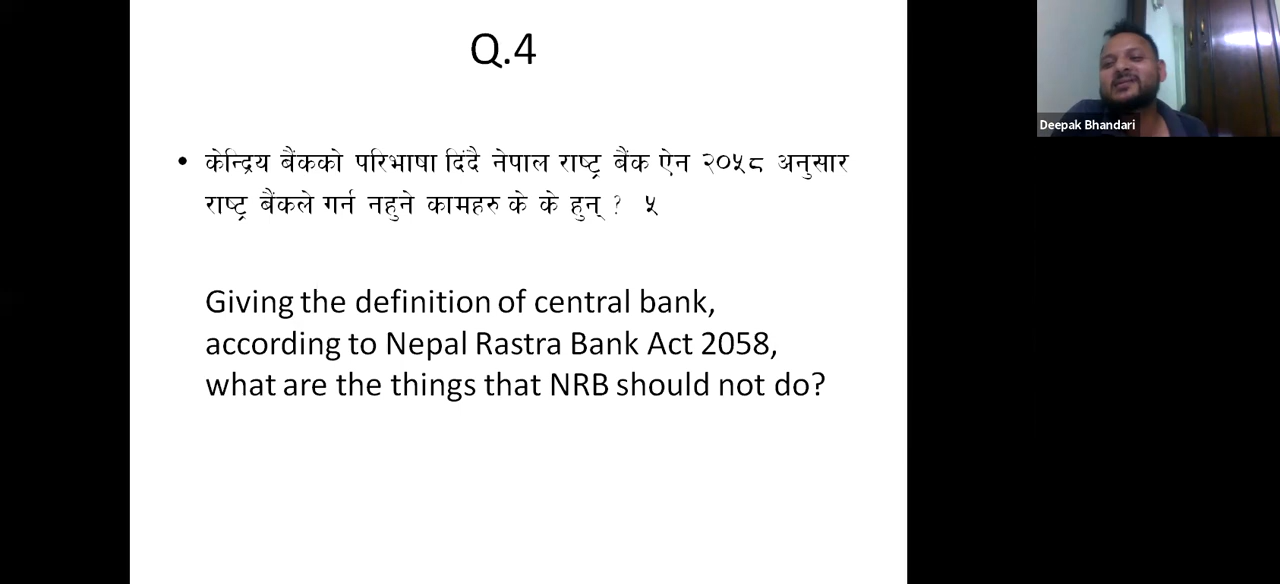 Q.4
• केन्द्रिय बैंकको परिभाषा दिंदै नेपाल राष्ट्र बैंक ऐन २०५८ अनुसार
राष्ट्र बैंकले गर्न नहुने कामहरु के के हुन् ? ५
Giving the definition of central bank,
according to Nepal Rastra Bank Act 2058,
what are the things that NRB should not do?
Deepak Bhandari